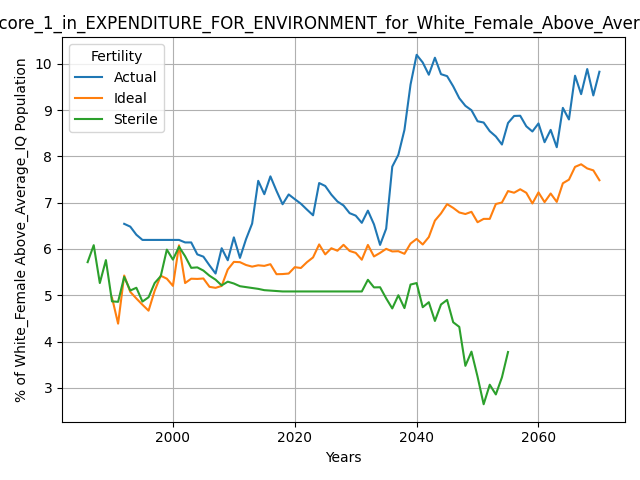 core_1_in_EXPENDITURE_FOR_ENVIRONMENT_for_White_Female_Above_Aver
Fertility
Actual
Ideal
Sterile
% of White_Female Above_Average_IQ Population
10
9
8
7
6
5
4
3
2000 2020 2040 2060
Years